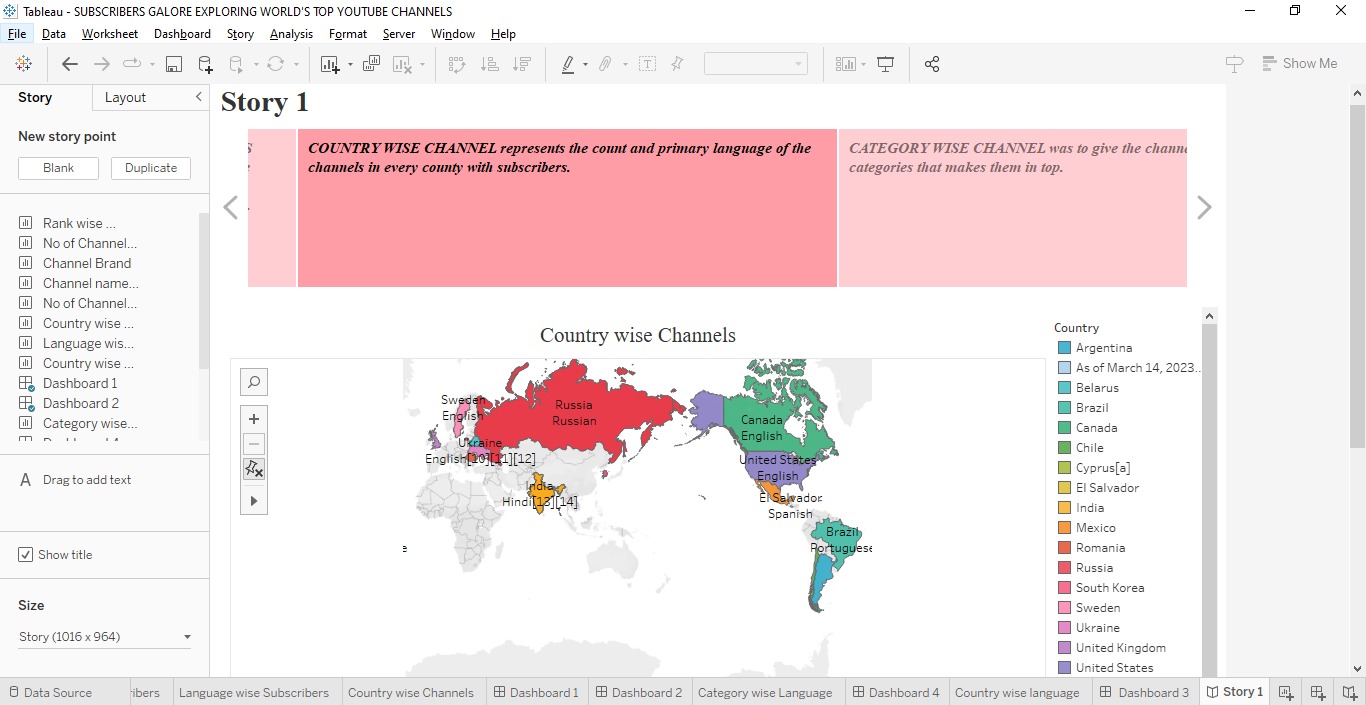 Tableau - SUBSCRIBERS GALORE EXPLORING WORLD'S TOP YOUTUBE CHANNELS
File Data Worksheet Dashboard Story Analysis Format Server Window Help
Show Me
Story Layout
New story point
Blank Duplicate
Rank wise ...
No of Channel...
Channel Brand
Channel name...
No of Channel...
Country wise ...
Language wis...
Country wise ...
Dashboard 1
Dashboard 2
Category wise...
A Drag to add text
Show title
Size
Story (1016 x 964)
Story 1
COUNTRY WISE CHANNEL represents the count and primary language of the
channels in every county with subscribers.
CATEGORY WISE CHANNEL was to give the channe
categories that makes them in top.
Country wise Channels
Sweden
English
Russia
Russian
Ukraine
English[10][11][12]
India
Hindi[13][14]
Canada
English
United States
English
El Salvador
Spanish
Brazil
Portuguese
e
Country
Argentina
As of March 14, 2023..
Belarus
Brazil
Canada
Chile
Cyprus[a]
El Salvador
India
Mexico
Romania
Russia
South Korea
Sweden
Ukraine
United Kingdom
United States
Data Source ribers Language wise Subscribers Country wise Channels Dashboard 1 Dashboard 2 Category wise Language Dashboard 4 Country wise language Dashboard 3 Story 1